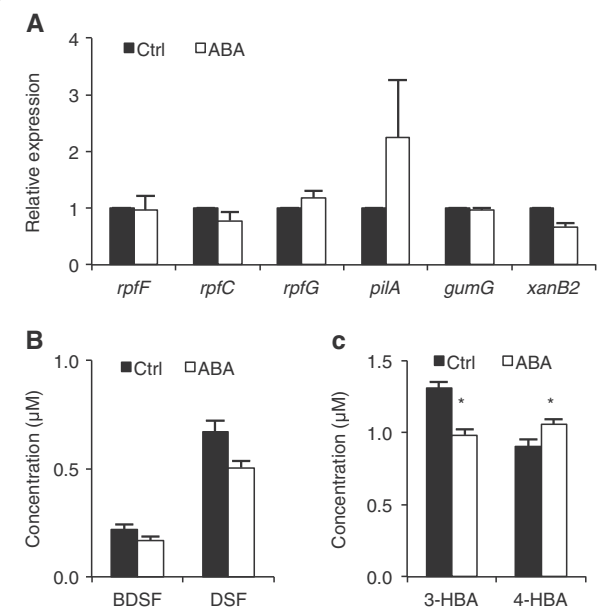 A
Ctrl ABA
Relative expression
4
3
2
1
0
rpfF rpfC rpfG pilA gumG xanB2
B
Ctrl ABA
Concentration (µM)
1.0
0.5
0.0
BDSF DSF
c
Ctrl ABA
Concentration (µM)
1.5
1.0
0.5
0.0
* *
3-HBA 4-HBA